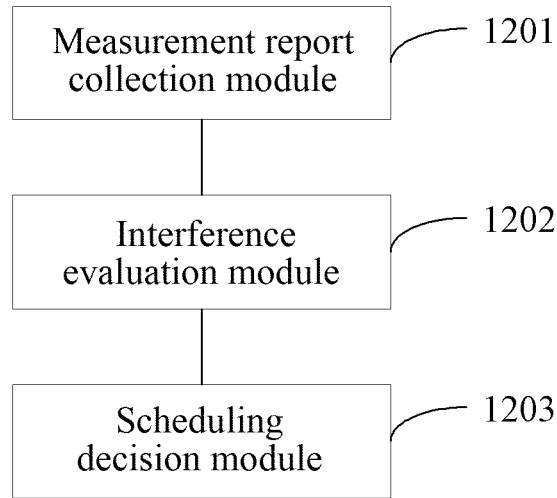 Measurement report
collection module
1201
Interference
evaluation module
1202
Scheduling
decision module
1203